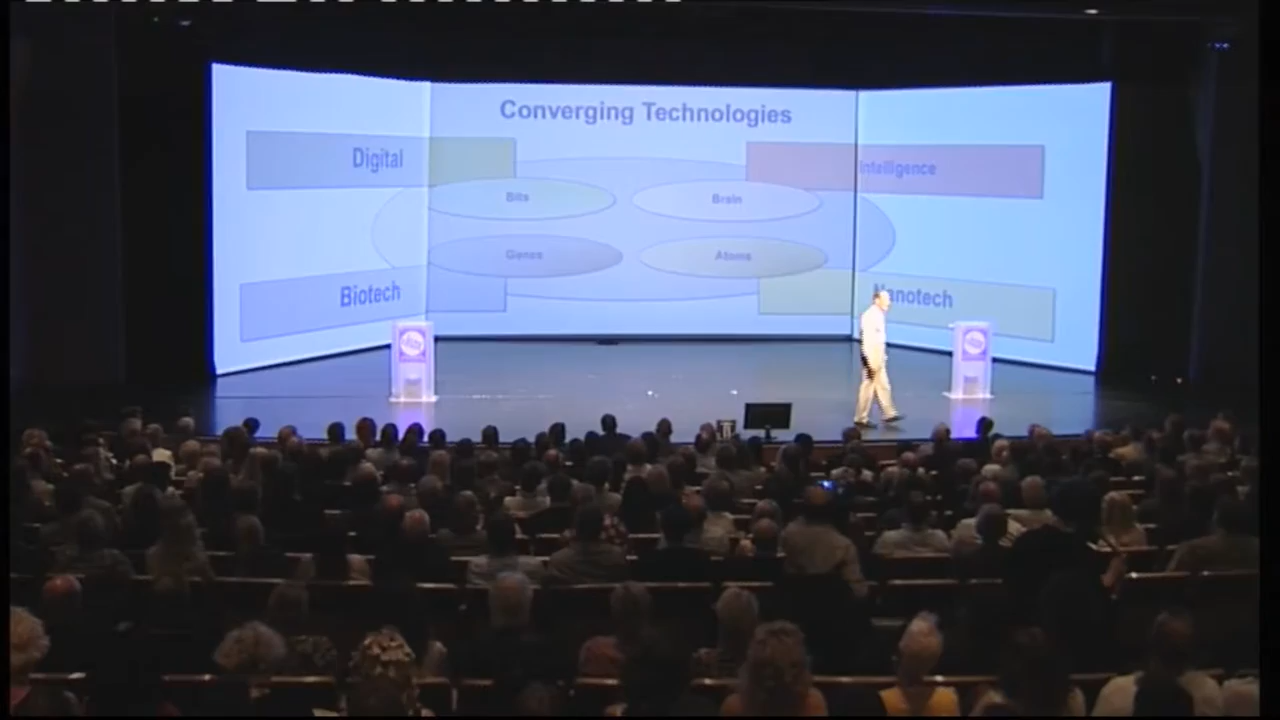 Converging Technologies
Digital
Intelligence
Bits
Brain
Genes
Atoms
Biotech
Nanotech